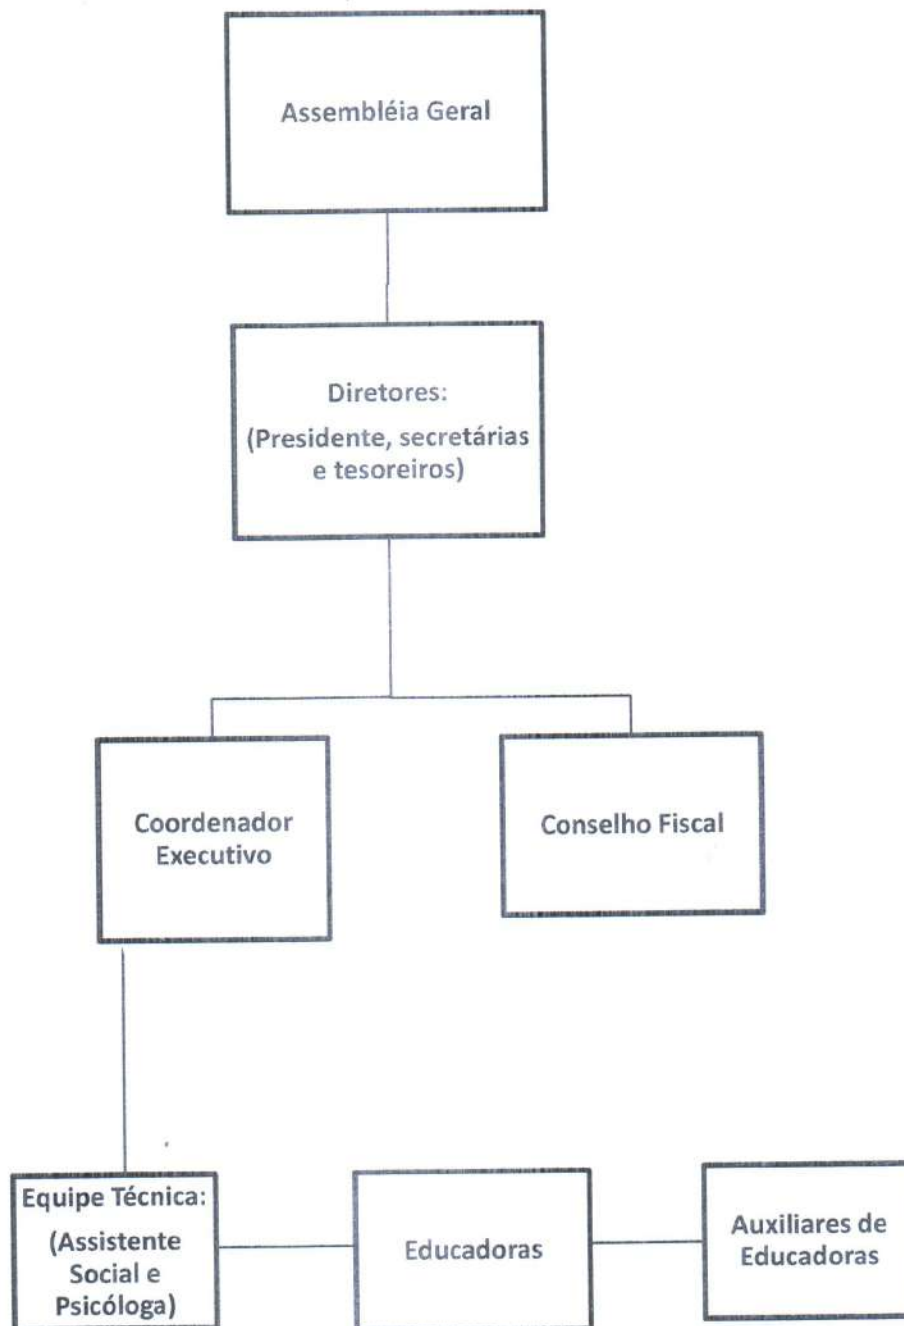 Assembléia Geral
Diretores:
(Presidente, secretárias
e tesoreiros)
Coordenador
Executivo
Conselho Fiscal
Equipe Técnica:
(Assistente
Social e
Psicóloga)
Educadoras
Auxiliares de
Educadoras